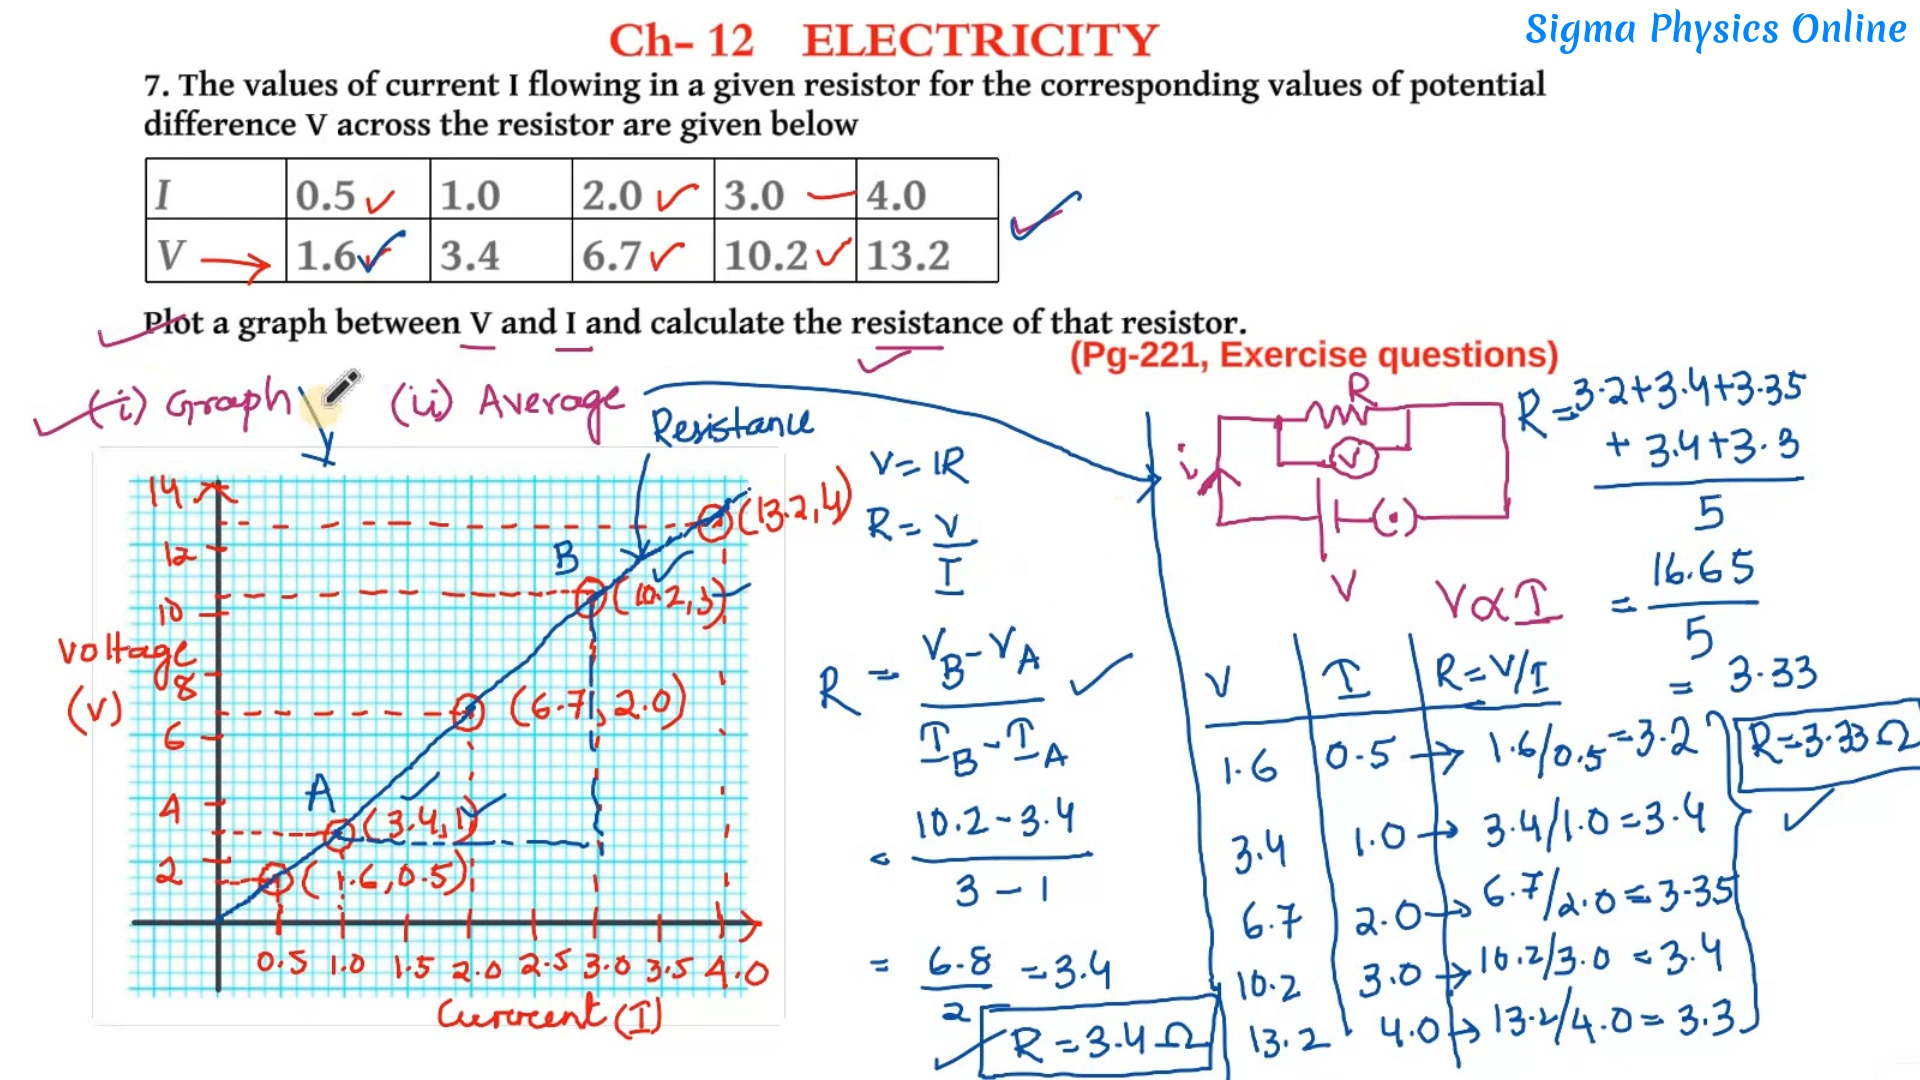 Ch- 12 ELECTRICITY
Sigma Physics Online
7. The values of current I flowing in a given resistor for the corresponding values of potential
difference V across the resistor are given below
I 0.5 1.0 2.0 3.0 4.0
V 1.6 3.4 6.7 10.2 13.2
Plot a graph between V and I and calculate the resistance of that resistor.
(Pg-221, Exercise questions)
(i) Graph (ii) Average
Resistance
14
12
10
voltage
(v)
8
6
4
2
0.5 1.0 1.5 2.0 2.5 3.0 3.5 4.0
Current (I)
(13.2,4)
B
(10.2,3)
(6.7,2.0)
A
(3.4,1)
(1.6,0.5)
V= IR
R= V
I
R = VB-VA
IB-IA
= 10.2-3.4
3-1
= 6.8 =3.4
2
R=3.4Ω
R
V
i
V
V∝I
V I R=V/I
1.6 0.5 → 1.6/0.5=3.2
3.4 1.0 → 3.4/1.0=3.4
6.7 2.0 → 6.7/2.0=3.35
10.2 3.0 → 10.2/3.0=3.4
13.2 4.0 → 13.2/4.0=3.3
R=3.2+3.4+3.35
+3.4+3.3
5
= 16.65
5
= 3.33
R=3.33Ω